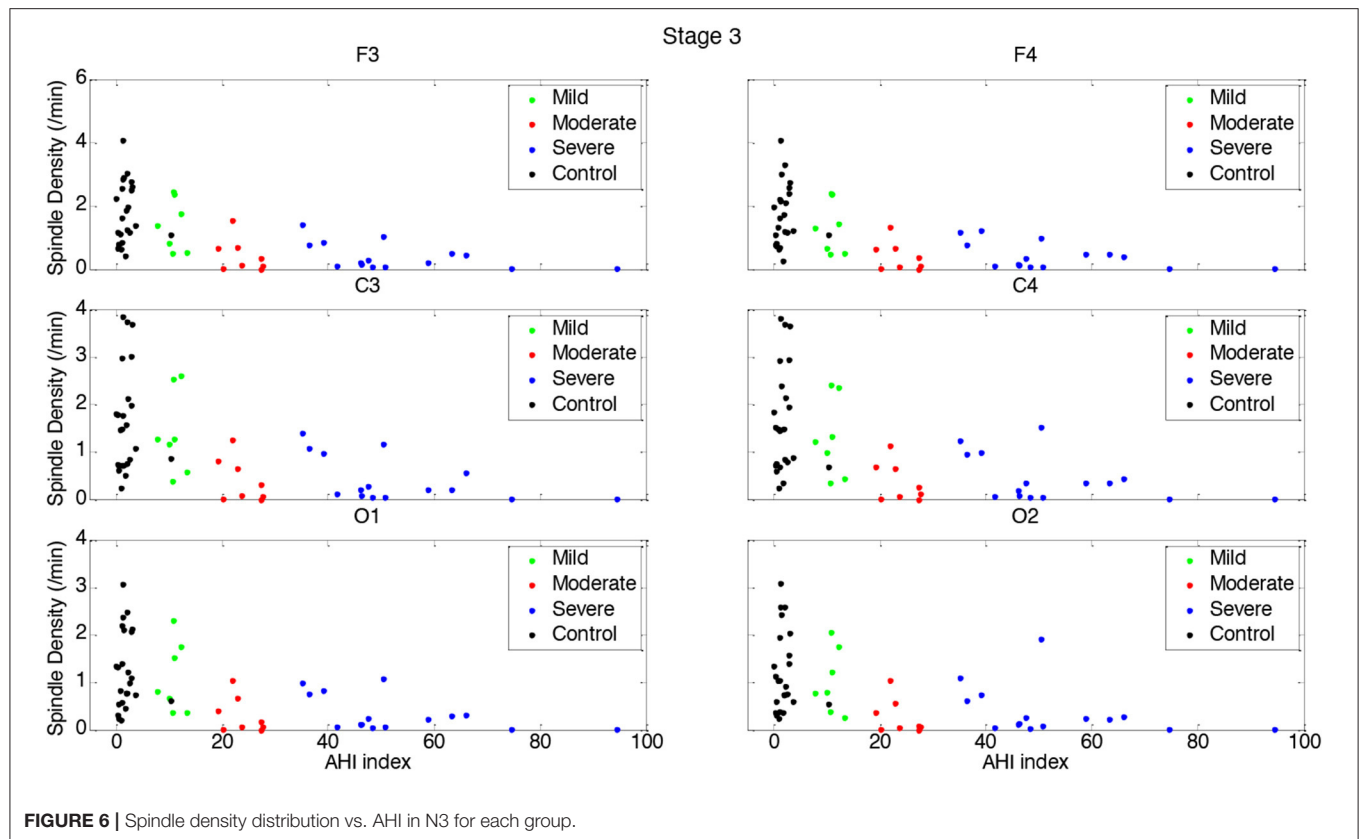 Stage 3
F3
F4
Spindle Density (/min)
6
4
2
0
Mild
Moderate
Severe
Control
Mild
Moderate
Severe
Control
100
100
C3
C4
Spindle Density (/min)
4
3
2
1
0
Mild
Moderate
Severe
Control
Mild
Moderate
Severe
Control
100
100
O1
O2
Spindle Density (/min)
4
3
2
1
0
Mild
Moderate
Severe
Control
Mild
Moderate
Severe
Control
0 20 40 60 80 100
0 20 40 60 80 100
AHI index
AHI index
FIGURE 6 | Spindle density distribution vs. AHI in N3 for each group.